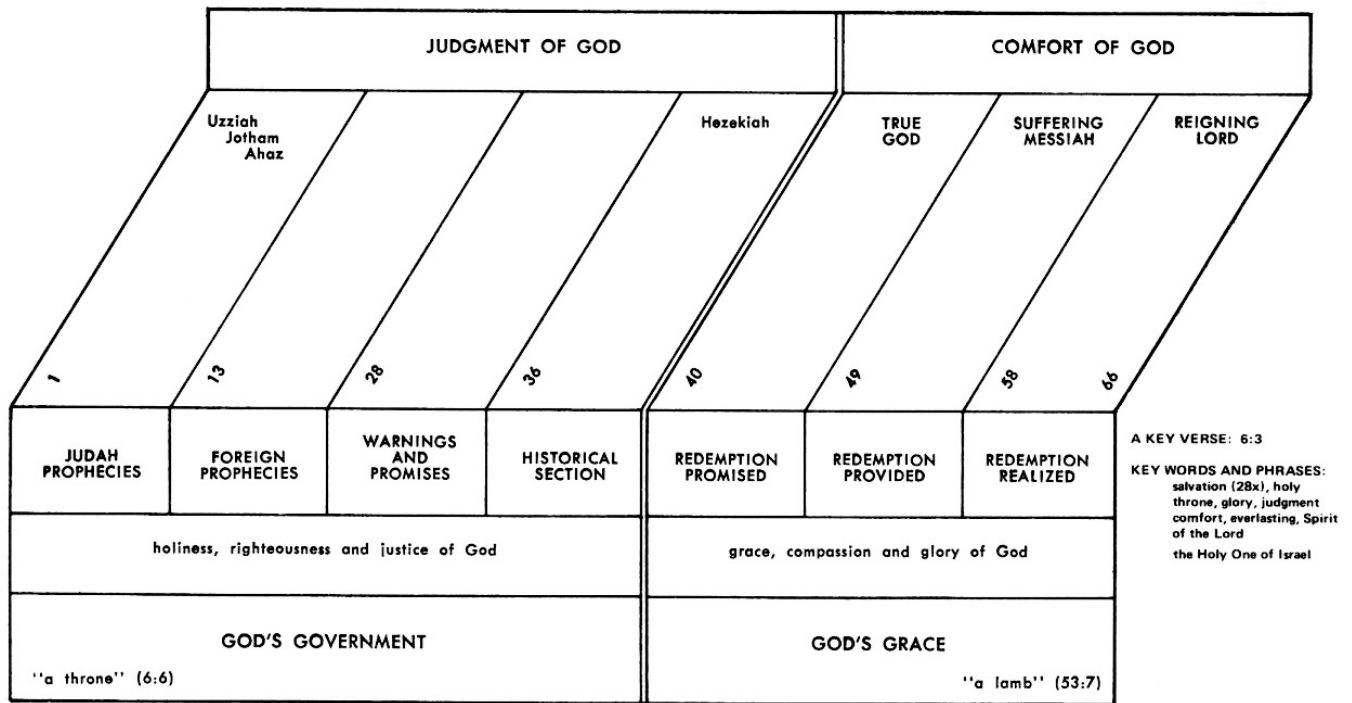 JUDGMENT OF GOD
COMFORT OF GOD
Uzziah
Jotham
Ahaz
Hezekiah
TRUE
GOD
SUFFERING
MESSIAH
REIGNING
LORD
1
13
28
36
40
49
58
66
JUDAH
PROPHECIES
FOREIGN
PROPHECIES
WARNINGS
AND
PROMISES
HISTORICAL
SECTION
REDEMPTION
PROMISED
REDEMPTION
PROVIDED
REDEMPTION
REALIZED
A KEY VERSE: 6:3
KEY WORDS AND PHRASES:
salvation (28x), holy
throne, glory, judgment
comfort, everlasting, Spirit
of the Lord
the Holy One of Israel
holiness, righteousness and justice of God
grace, compassion and glory of God
GOD'S GOVERNMENT
"a throne" (6:6)
GOD'S GRACE
"a lamb" (53:7)